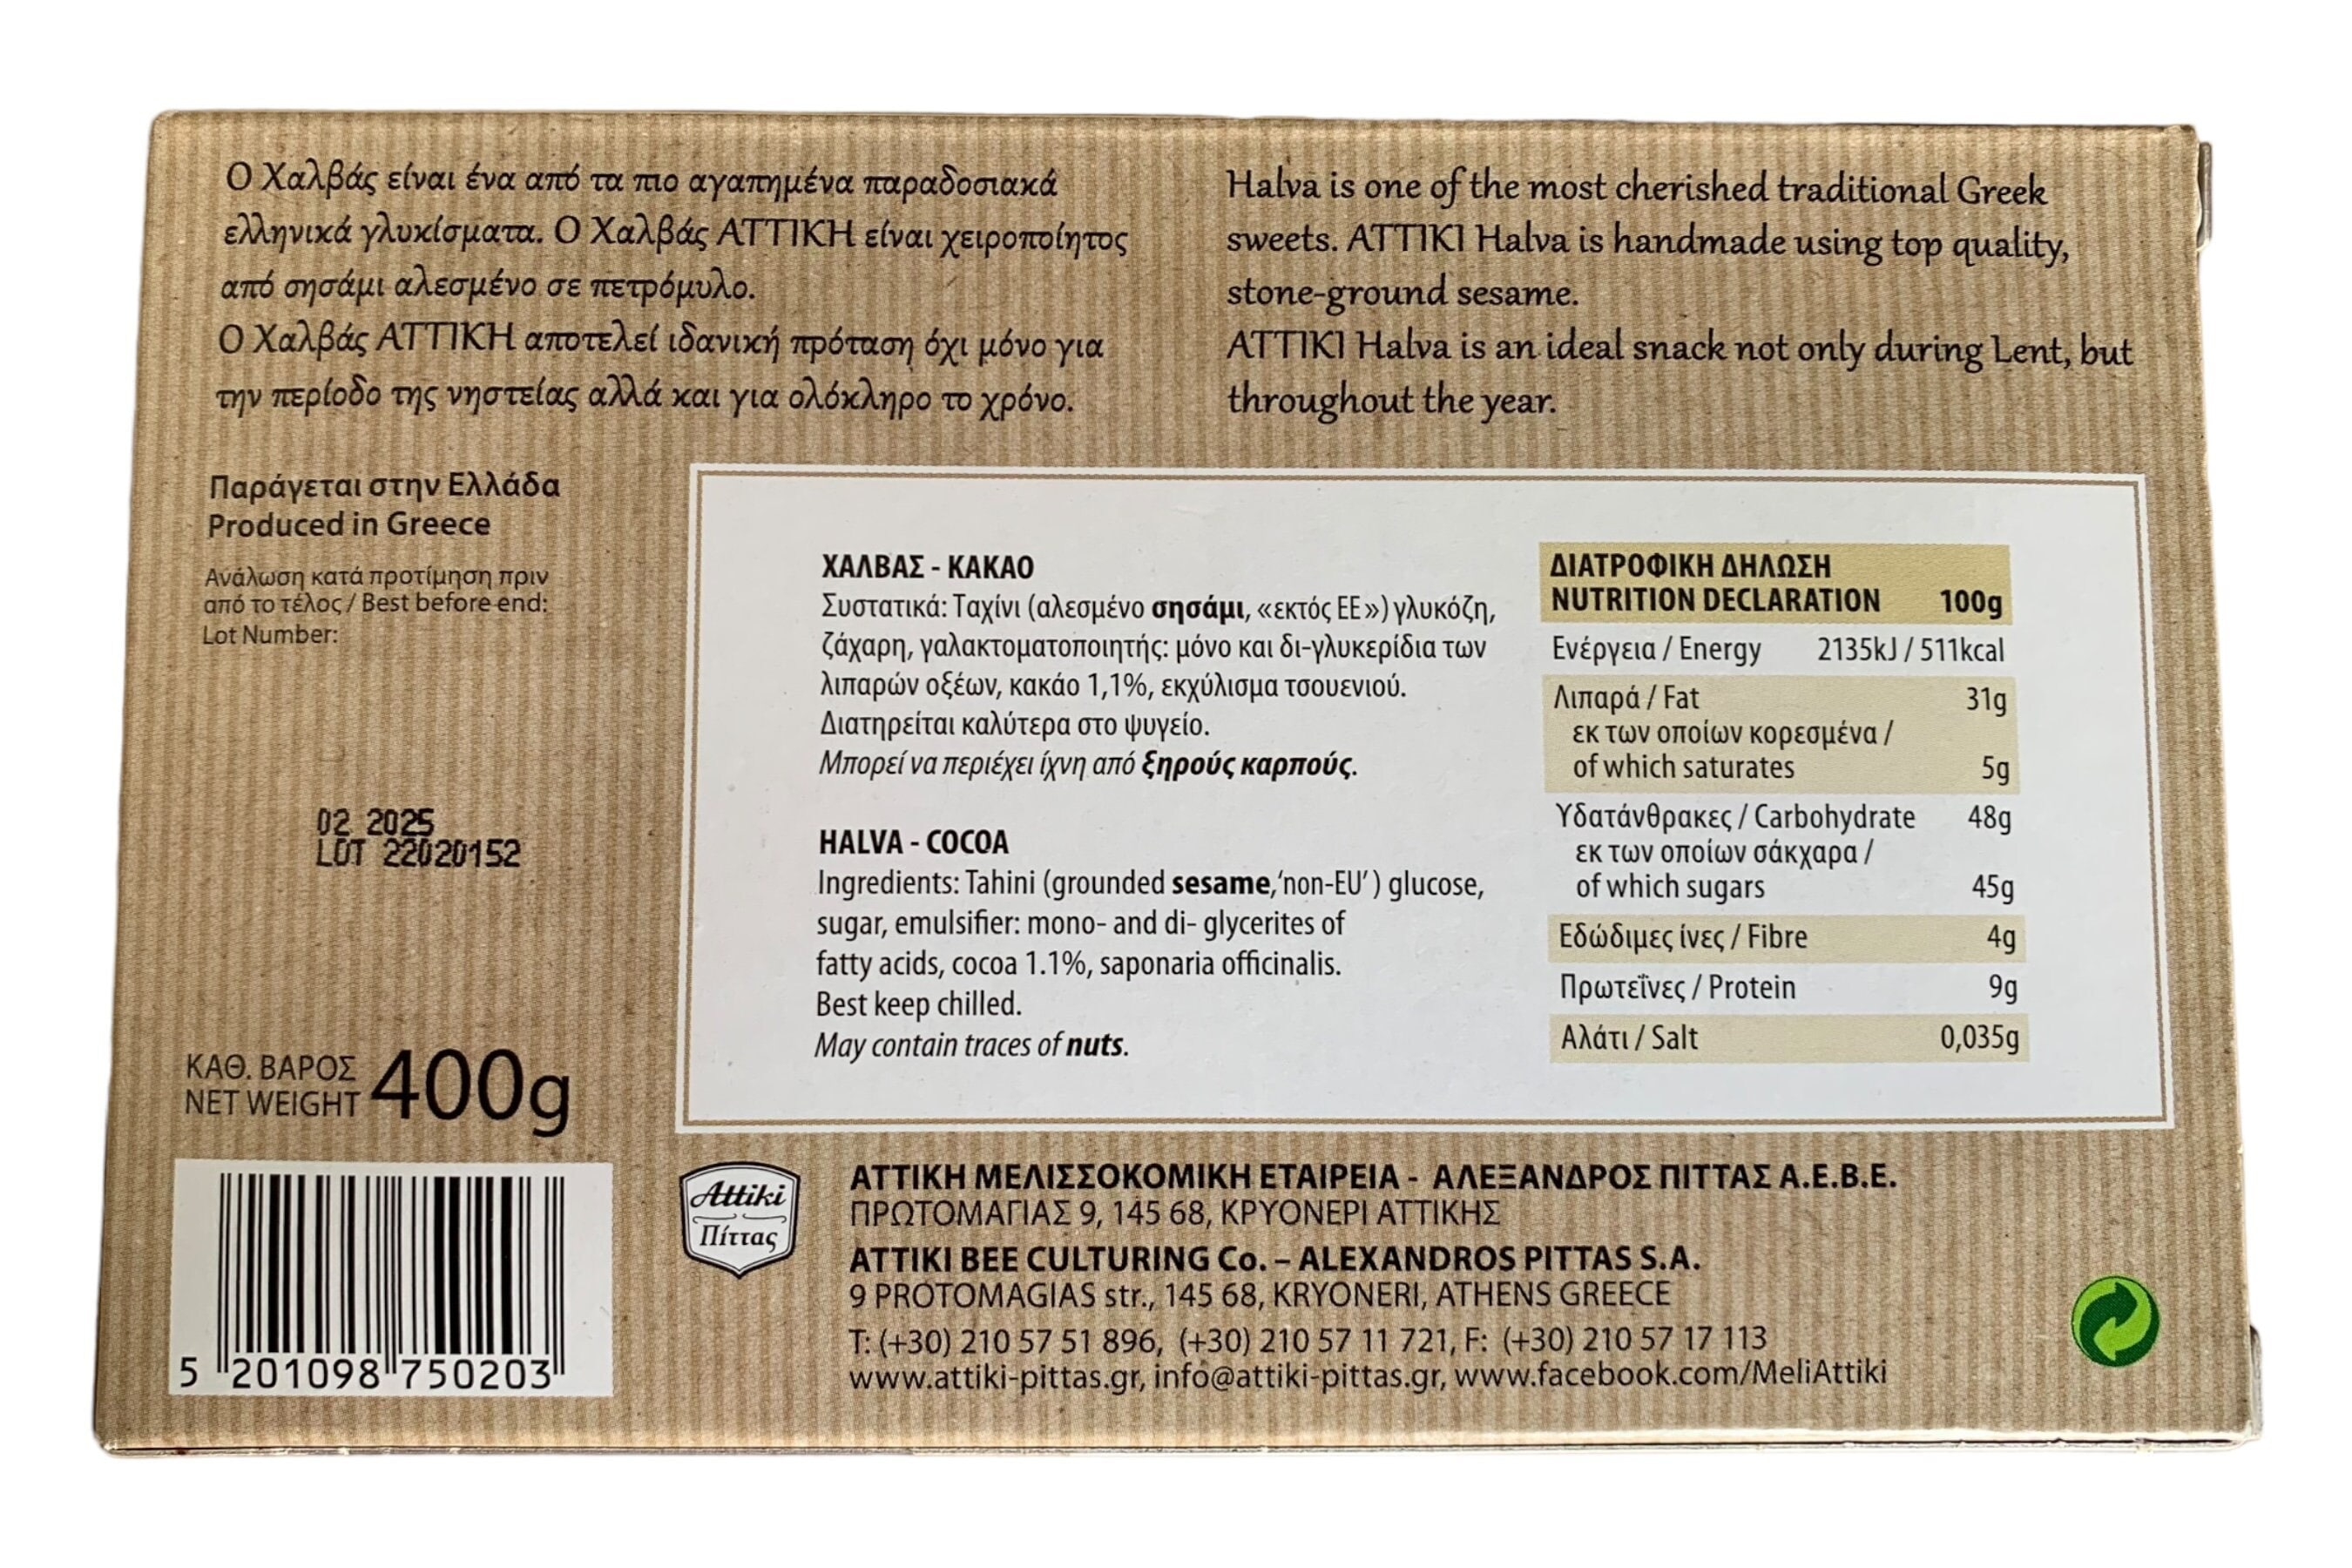 Ο Χαλβάς είναι ένα από τα πιο αγαπημένα παραδοσιακά
ελληνικά γλυκίσματα. Ο Χαλβάς ΑΤΤΙΚΗ είναι χειροποίητος
από σησάμι αλεσμένο σε πετρόμυλο.
Ο Χαλβάς ΑΤΤΙΚΗ αποτελεί ιδανική πρόταση όχι μόνο για
την περίοδο της νηστείας αλλά και για ολόκληρο το χρόνο.
Halva is one of the most cherished traditional Greek
sweets. ATTIKI Halva is handmade using top quality,
stone-ground sesame.
ATTIKI Halva is an ideal snack not only during Lent, but
throughout the year.
Παράγεται στην Ελλάδα
Produced in Greece
Ανάλωση κατά προτίμηση πριν
από το τέλος / Best before end:
Lot Number:
02 2025
LOT 22020152
ΚΑΘ. ΒΑΡΟΣ
NET WEIGHT 400g
5 201098 750203
ΧΑΛΒΑΣ - ΚΑΚΑΟ
Συστατικά: Ταχίνι (αλεσμένο σησάμι, «εκτός ΕΕ») γλυκόζη,
ζάχαρη, γαλακτοματοποιητής: μόνο και δι-γλυκερίδια των
λιπαρών οξέων, κακάο 1,1%, εκχύλισμα τσουενιού.
Διατηρείται καλύτερα στο ψυγείο.
Μπορεί να περιέχει ίχνη από ξηρούς καρπούς.
HALVA - COCOA
Ingredients: Tahini (grounded sesame,'non-EU') glucose,
sugar, emulsifier: mono- and di- glycerites of
fatty acids, cocoa 1.1%, saponaria officinalis.
Best keep chilled.
May contain traces of nuts.
ΔΙΑΤΡΟΦΙΚΗ ΔΗΛΩΣΗ
NUTRITION DECLARATION 100g
Ενέργεια / Energy 2135kJ / 511kcal
Λιπαρά / Fat 31g
εκ των οποίων κορεσμένα /
of which saturates 5g
Υδατάνθρακες / Carbohydrate 48g
εκ των οποίων σάκχαρα /
of which sugars 45g
Εδώδιμες ίνες / Fibre 4g
Πρωτεΐνες / Protein 9g
Αλάτι / Salt 0,035g
Attiki
Πίττας
ΑΤΤΙΚΗ ΜΕΛΙΣΣΟΚΟΜΙΚΗ ΕΤΑΙΡΕΙΑ - ΑΛΕΞΑΝΔΡΟΣ ΠΙΤΤΑΣ Α.Ε.Β.Ε.
ΠΡΩΤΟΜΑΓΙΑΣ 9, 145 68, ΚΡΥΟΝΕΡΙ ΑΤΤΙΚΗΣ
ATTIKI BEE CULTURING Co. – ALEXANDROS PITTAS S.A.
9 PROTOMAGIAS str., 145 68, KRYONERI, ATHENS GREECE
T: (+30) 210 57 51 896, (+30) 210 57 11 721, F: (+30) 210 57 17 113
www.attiki-pittas.gr, info@attiki-pittas.gr, www.facebook.com/MeliAttiki